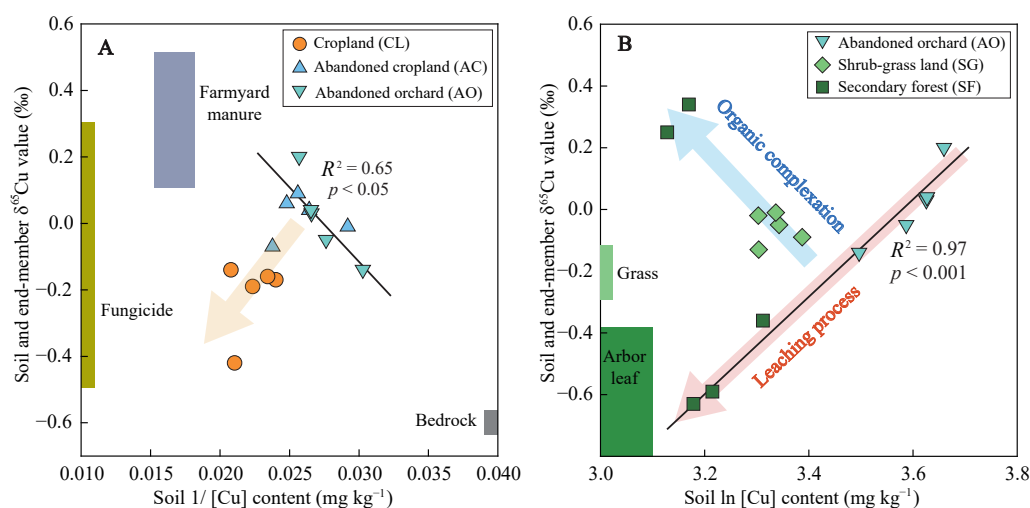 A
Cropland (CL)
Abandoned cropland (AC)
Abandoned orchard (AO)
Farmyard
manure
R² = 0.65
p < 0.05
Fungicide
Bedrock
0.6
0.4
0.2
0.0
−0.2
−0.4
−0.6
0.010
0.015
0.020
0.025
0.030
0.035
0.040
Soil 1/ [Cu] content (mg kg⁻¹)
Soil and end-member δ⁶⁵Cu value (‰)
B
Abandoned orchard (AO)
Shrub-grass land (SG)
Secondary forest (SF)
Organic complexation
R² = 0.97
p < 0.001
Grass
Arbor
leaf
Leaching process
0.6
0.4
0.2
0.0
−0.2
−0.4
−0.6
3.0
3.2
3.4
3.6
3.8
Soil ln [Cu] content (mg kg⁻¹)
Soil and end-member δ⁶⁵Cu value (‰)